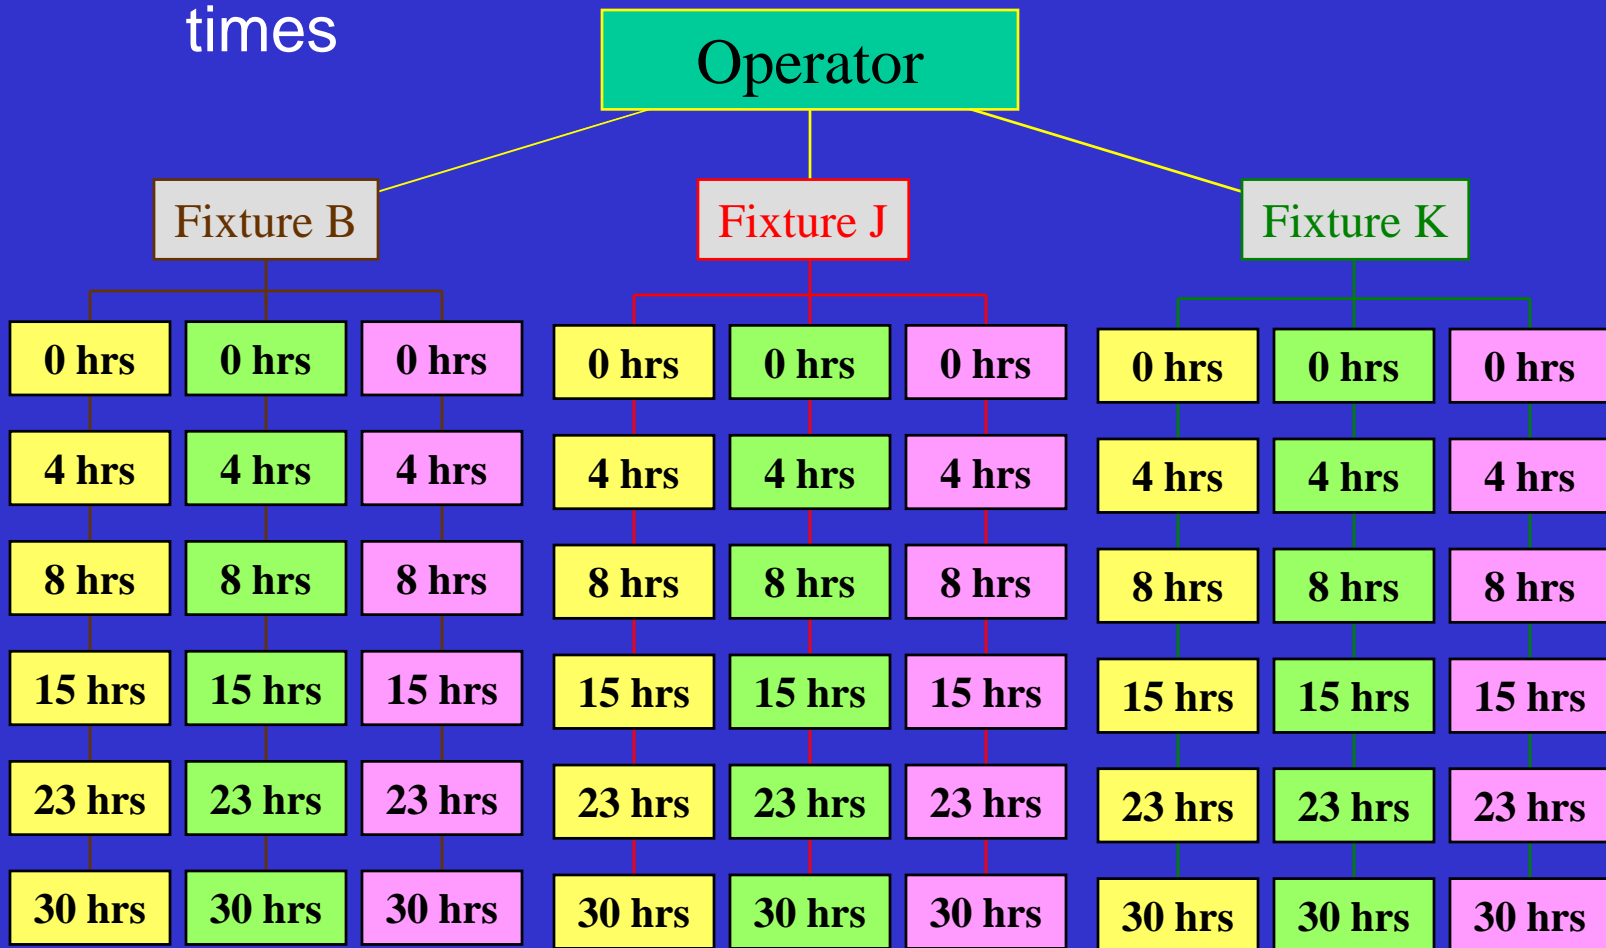 times
Operator
Fixture B Fixture J Fixture K
0 hrs 0 hrs 0 hrs 0 hrs 0 hrs 0 hrs 0 hrs 0 hrs 0 hrs
4 hrs 4 hrs 4 hrs 4 hrs 4 hrs 4 hrs 4 hrs 4 hrs 4 hrs
8 hrs 8 hrs 8 hrs 8 hrs 8 hrs 8 hrs 8 hrs 8 hrs 8 hrs
15 hrs 15 hrs 15 hrs 15 hrs 15 hrs 15 hrs 15 hrs 15 hrs 15 hrs
23 hrs 23 hrs 23 hrs 23 hrs 23 hrs 23 hrs 23 hrs 23 hrs 23 hrs
30 hrs 30 hrs 30 hrs 30 hrs 30 hrs 30 hrs 30 hrs 30 hrs 30 hrs